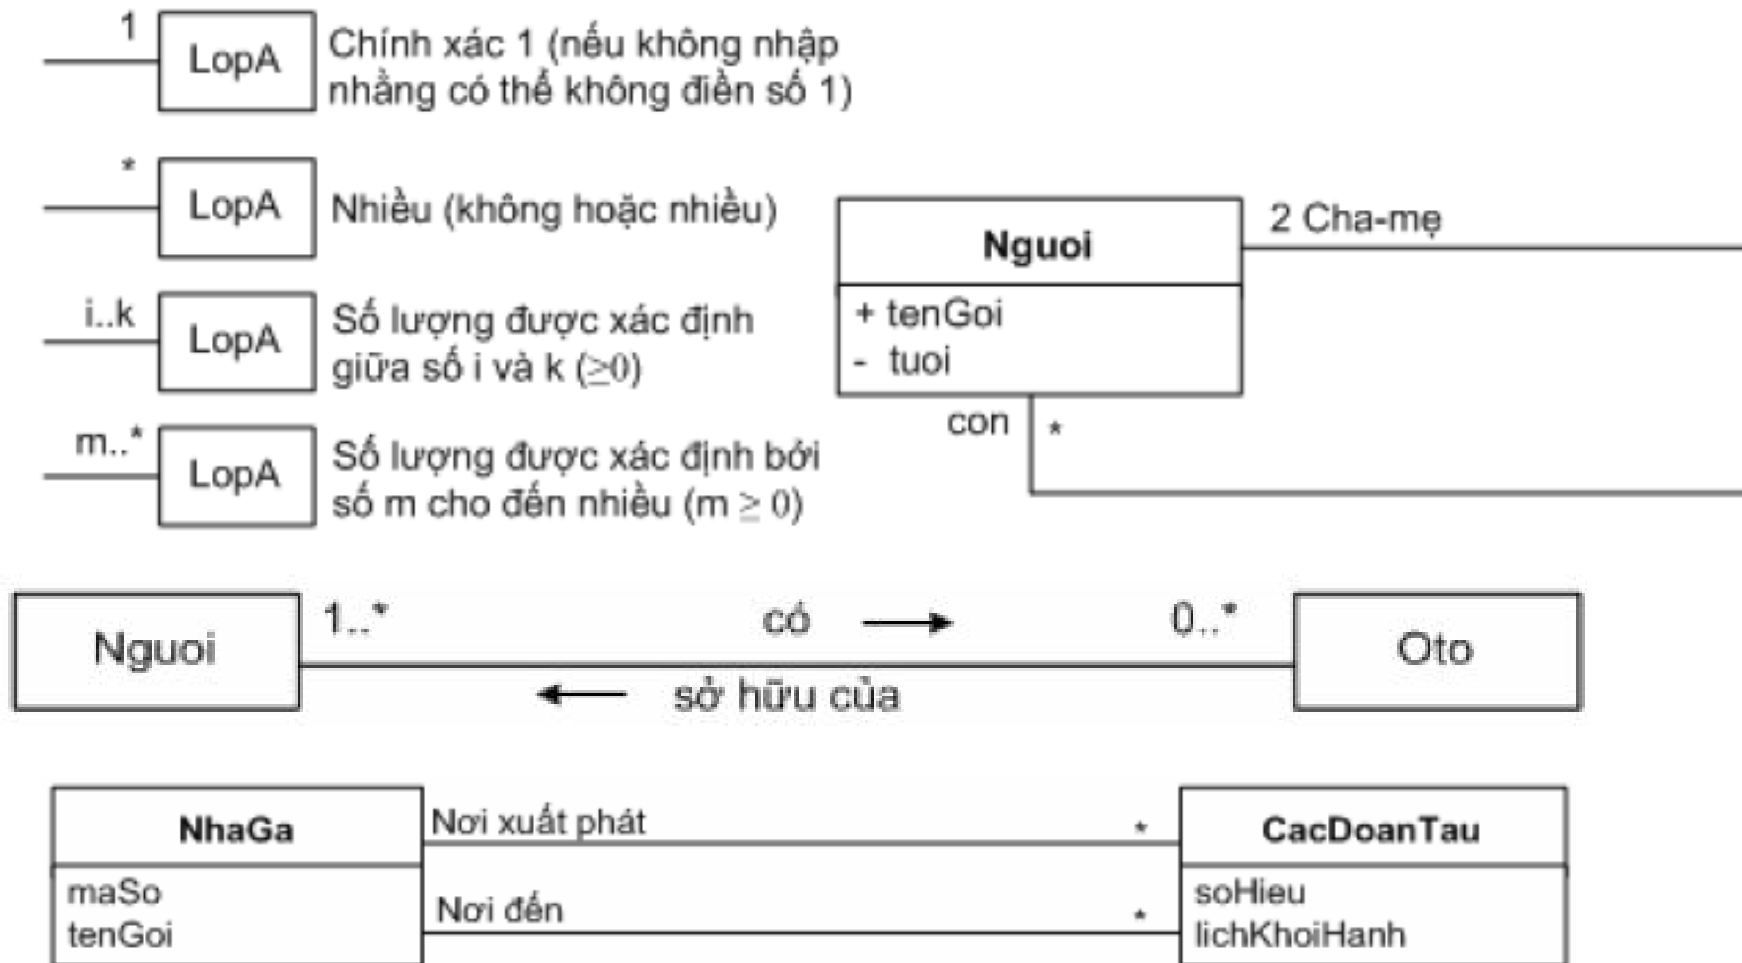 1
LopA
Chính xác 1 (nếu không nhập
nhằng có thể không điền số 1)
*
LopA
Nhiều (không hoặc nhiều)
i..k
LopA
Số lượng được xác định
giữa số i và k (≥0)
m..*
LopA
Số lượng được xác định bởi
số m cho đến nhiều (m ≥ 0)
Nguoi
+ tenGoi
- tuoi
2 Cha-mẹ
con *
Nguoi
1..*
có
0..*
Oto
sở hữu của
NhaGa
maSo
tenGoi
Nơi xuất phát *
Nơi đến *
CacDoanTau
soHieu
lichKhoiHanh